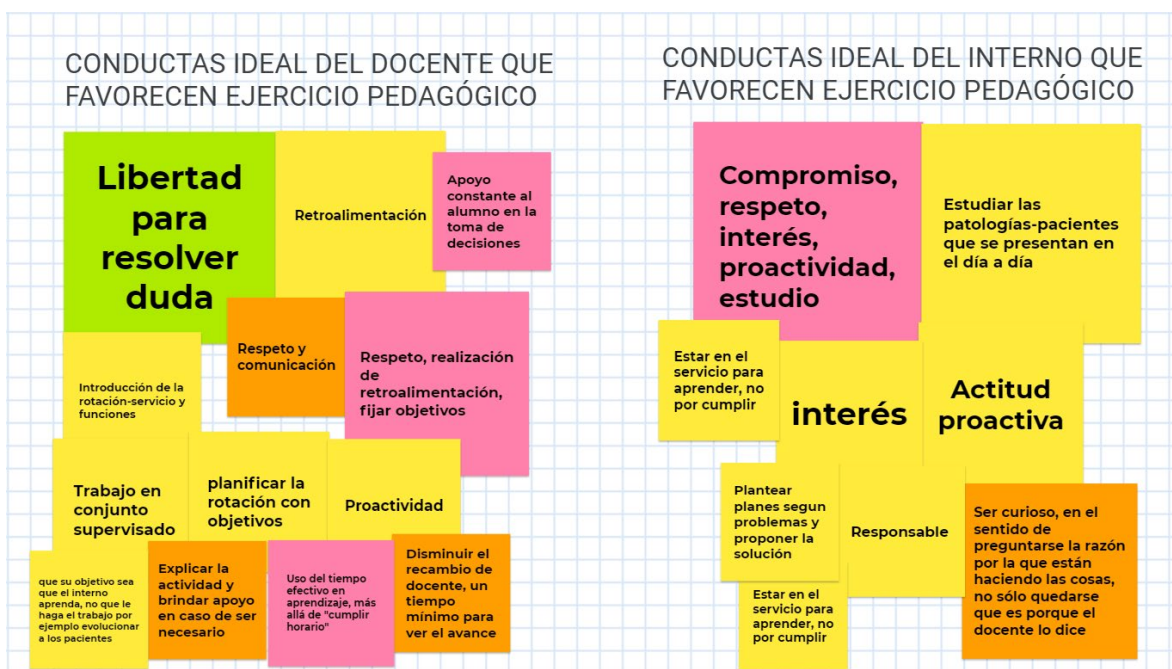 CONDUCTAS IDEAL DEL DOCENTE QUE
FAVORECEN EJERCICIO PEDAGÓGICO
Libertad
para
resolver
duda
Retroalimentación
Apoyo
constante al
alumno en la
toma de
decisiones
Introducción de la
rotación-servicio y
funciones
Respeto y
comunicación
Respeto, realización
de
retroalimentación,
fijar objetivos
Trabajo en
conjunto
supervisado
planificar la
rotación con
objetivos
Proactividad
que su objetivo sea
que el interno
aprenda, no que le
haga el trabajo por
ejemplo evolucionar
a los pacientes
Explicar la
actividad y
brindar apoyo
en caso de ser
necesario
Uso del tiempo
efectivo en
aprendizaje, más
allá de "cumplir
horario"
Disminuir el
recambio de
docente, un
tiempo
mínimo para
ver el avance
CONDUCTAS IDEAL DEL INTERNO QUE
FAVORECEN EJERCICIO PEDAGÓGICO
Compromiso,
respeto,
interés,
proactividad,
estudio
Estudiar las
patologías-pacientes
que se presentan en
el día a día
Estar en el
servicio para
aprender, no
por cumplir
interés
Actitud
proactiva
Plantear
planes segun
problemas y
proponer la
solución
Responsable
Ser curioso, en el
sentido de
preguntarse la razón
por la que están
haciendo las cosas,
no sólo quedarse
que es porque el
docente lo dice
Estar en el
servicio para
aprender, no
por cumplir